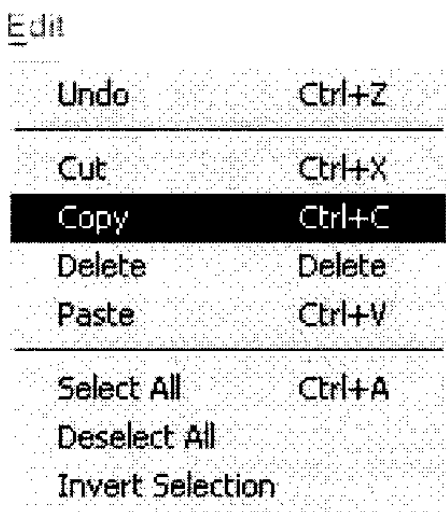 Edit
Undo Ctrl+Z
Cut Ctrl+X
Copy Ctrl+C
Delete Delete
Paste Ctrl+V
Select All Ctrl+A
Deselect All
Invert Selection